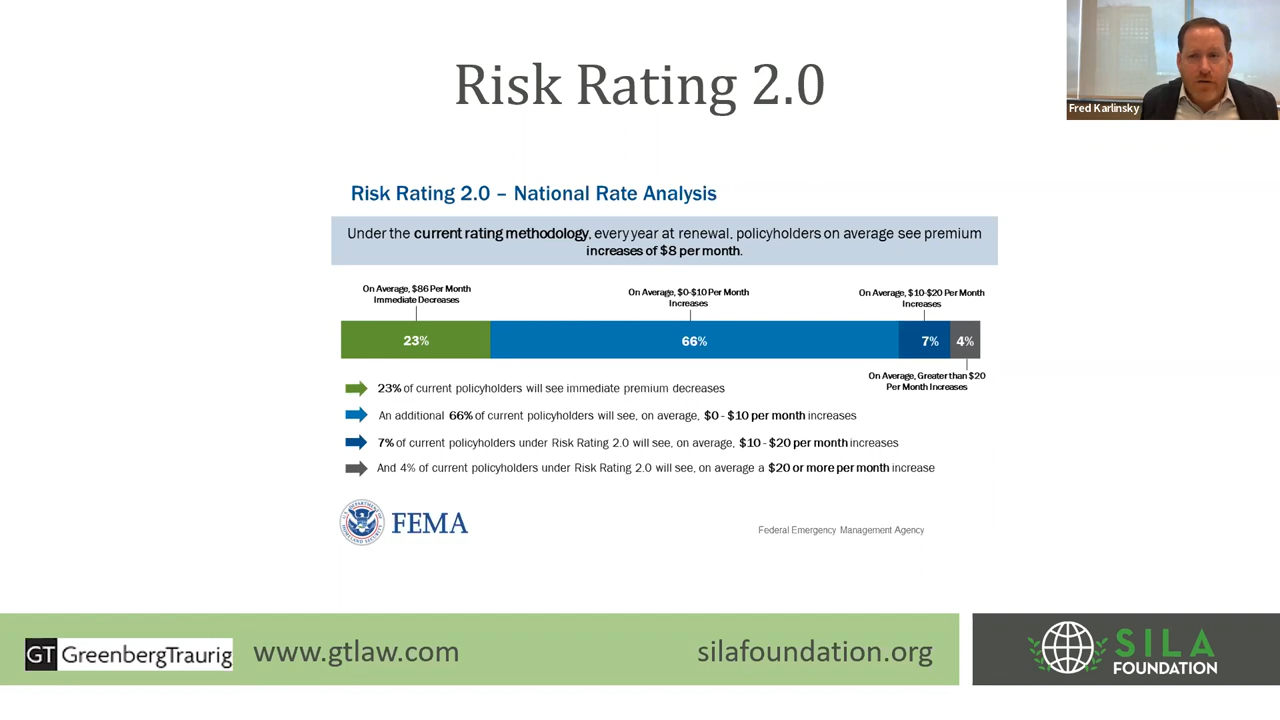 Risk Rating 2.0
Fred Karlinsky
Risk Rating 2.0 – National Rate Analysis
Under the current rating methodology, every year at renewal, policyholders on average see premium
increases of $8 per month.
On Average, $86 Per Month
Immediate Decreases
On Average, $0-$10 Per Month
Increases
On Average, $10-$20 Per Month
Increases
23%
66%
7%
4%
On Average, Greater than $20
Per Month Increases
23% of current policyholders will see immediate premium decreases
An additional 66% of current policyholders will see, on average, $0 - $10 per month increases
7% of current policyholders under Risk Rating 2.0 will see, on average, $10 - $20 per month increases
And 4% of current policyholders under Risk Rating 2.0 will see, on average a $20 or more per month increase
FEMA
Federal Emergency Management Agency
GT GreenbergTraurig
www.gtlaw.com
silafoundation.org
SILA
FOUNDATION